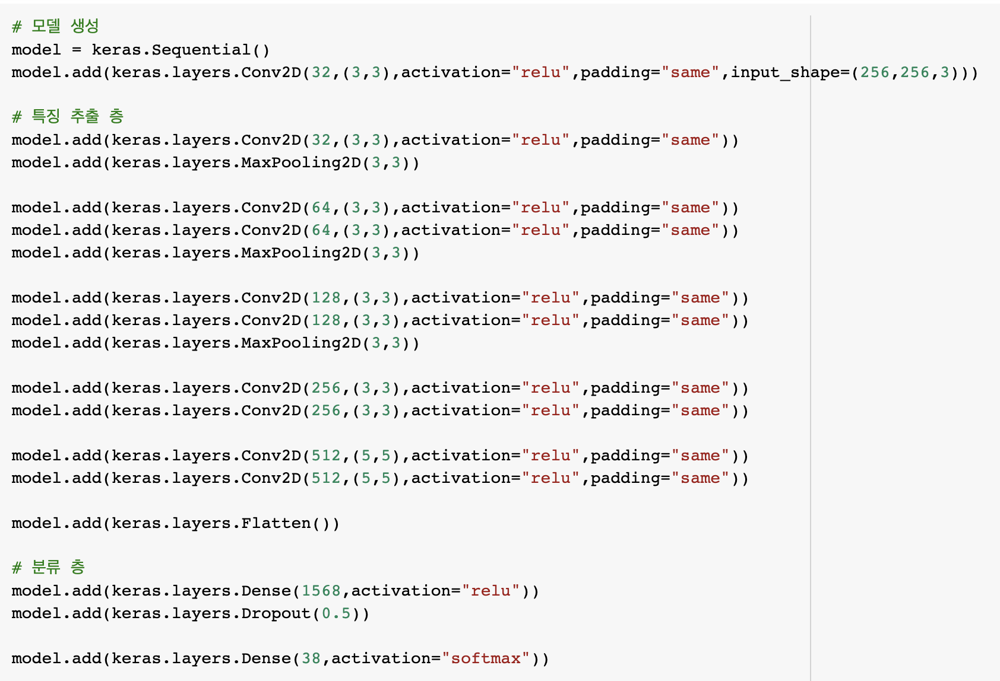 # 모델 생성
model = keras.Sequential()
model.add(keras.layers.Conv2D(32,(3,3),activation="relu",padding="same",input_shape=(256,256,3)))
# 특징 추출 층
model.add(keras.layers.Conv2D(32,(3,3),activation="relu",padding="same"))
model.add(keras.layers.MaxPooling2D(3,3))
model.add(keras.layers.Conv2D(64,(3,3),activation="relu",padding="same"))
model.add(keras.layers.Conv2D(64,(3,3),activation="relu",padding="same"))
model.add(keras.layers.MaxPooling2D(3,3))
model.add(keras.layers.Conv2D(128,(3,3),activation="relu",padding="same"))
model.add(keras.layers.Conv2D(128,(3,3),activation="relu",padding="same"))
model.add(keras.layers.MaxPooling2D(3,3))
model.add(keras.layers.Conv2D(256,(3,3),activation="relu",padding="same"))
model.add(keras.layers.Conv2D(256,(3,3),activation="relu",padding="same"))
model.add(keras.layers.Conv2D(512,(5,5),activation="relu",padding="same"))
model.add(keras.layers.Conv2D(512,(5,5),activation="relu",padding="same"))
model.add(keras.layers.Flatten())
# 분류 층
model.add(keras.layers.Dense(1568,activation="relu"))
model.add(keras.layers.Dropout(0.5))
model.add(keras.layers.Dense(38,activation="softmax"))